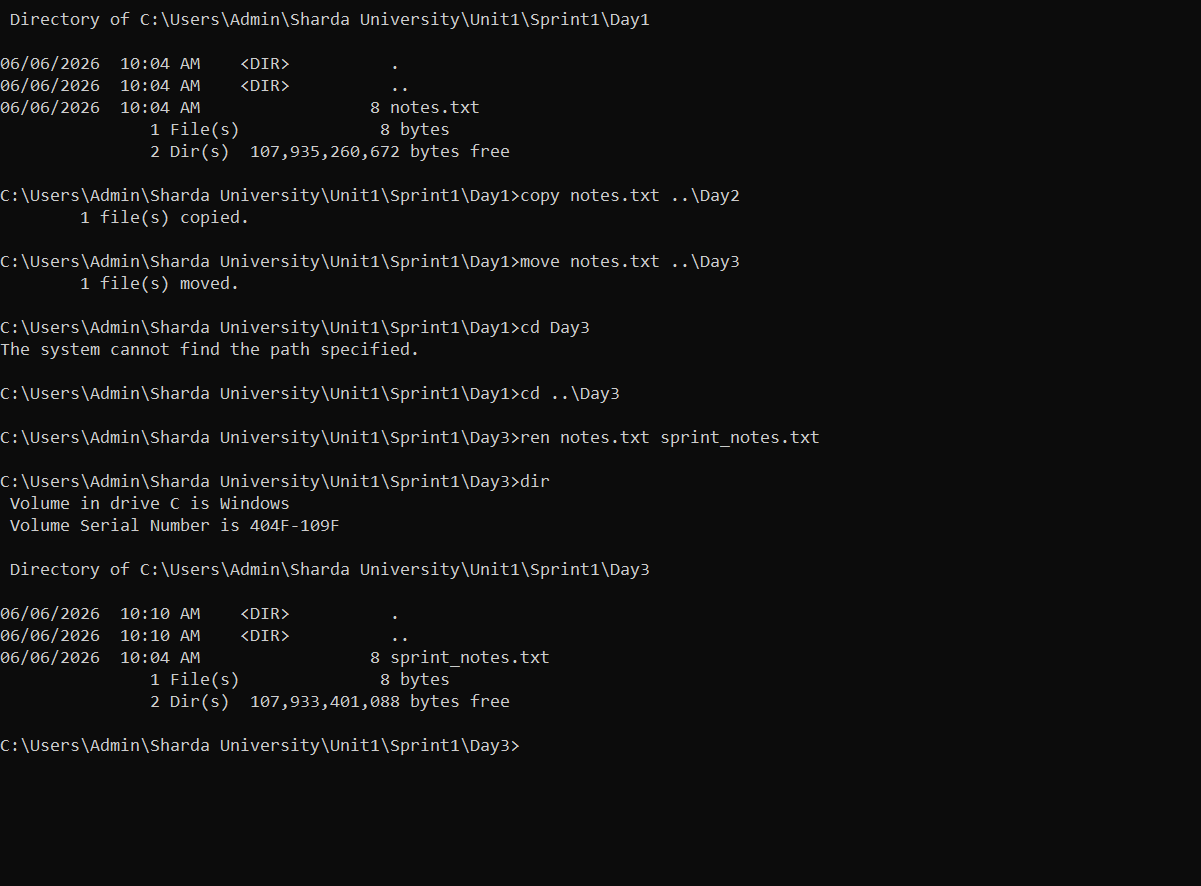 Directory of C:\Users\Admin\Sharda University\Unit1\Sprint1\Day1
06/06/2026  10:04 AM    <DIR>          .
06/06/2026  10:04 AM    <DIR>          ..
06/06/2026  10:04 AM                 8 notes.txt
               1 File(s)              8 bytes
               2 Dir(s)  107,935,260,672 bytes free
C:\Users\Admin\Sharda University\Unit1\Sprint1\Day1>copy notes.txt ..\Day2
        1 file(s) copied.
C:\Users\Admin\Sharda University\Unit1\Sprint1\Day1>move notes.txt ..\Day3
        1 file(s) moved.
C:\Users\Admin\Sharda University\Unit1\Sprint1\Day1>cd Day3
The system cannot find the path specified.
C:\Users\Admin\Sharda University\Unit1\Sprint1\Day1>cd ..\Day3
C:\Users\Admin\Sharda University\Unit1\Sprint1\Day3>ren notes.txt sprint_notes.txt
C:\Users\Admin\Sharda University\Unit1\Sprint1\Day3>dir
 Volume in drive C is Windows
 Volume Serial Number is 404F-109F
 Directory of C:\Users\Admin\Sharda University\Unit1\Sprint1\Day3
06/06/2026  10:10 AM    <DIR>          .
06/06/2026  10:10 AM    <DIR>          ..
06/06/2026  10:04 AM                 8 sprint_notes.txt
               1 File(s)              8 bytes
               2 Dir(s)  107,933,401,088 bytes free
C:\Users\Admin\Sharda University\Unit1\Sprint1\Day3>